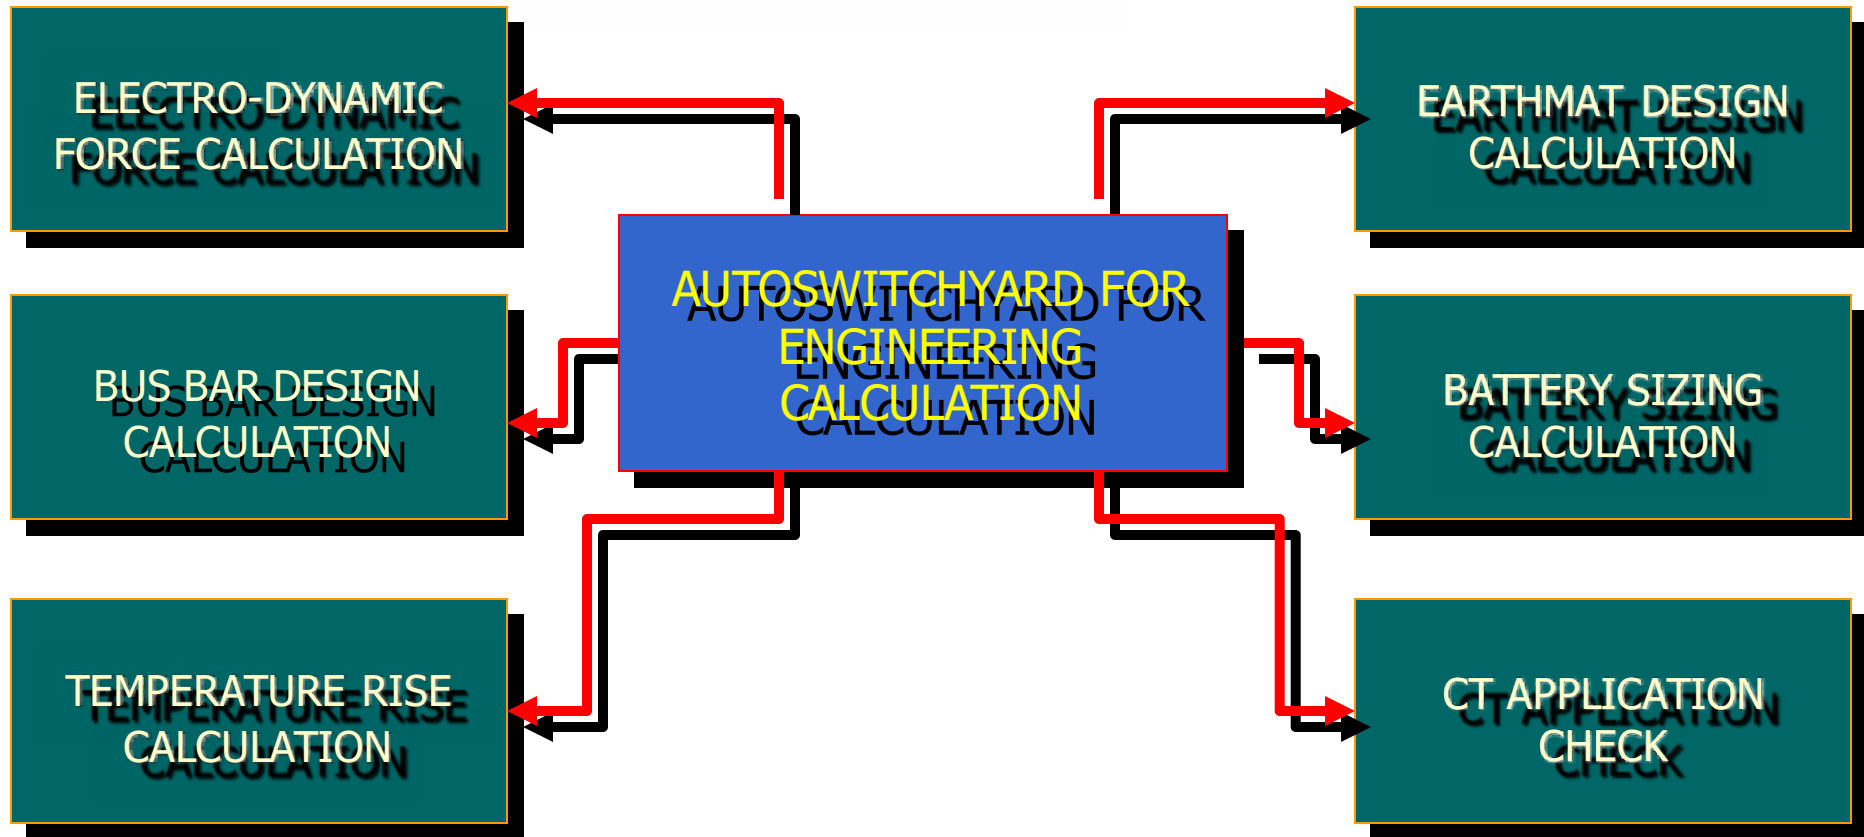 ELECTRO-DYNAMIC
FORCE CALCULATION
EARTHMAT DESIGN
CALCULATION
AUTOSWITCHYARD FOR
ENGINEERING
CALCULATION
BUS BAR DESIGN
CALCULATION
BATTERY SIZING
CALCULATION
TEMPERATURE RISE
CALCULATION
CT APPLICATION
CHECK